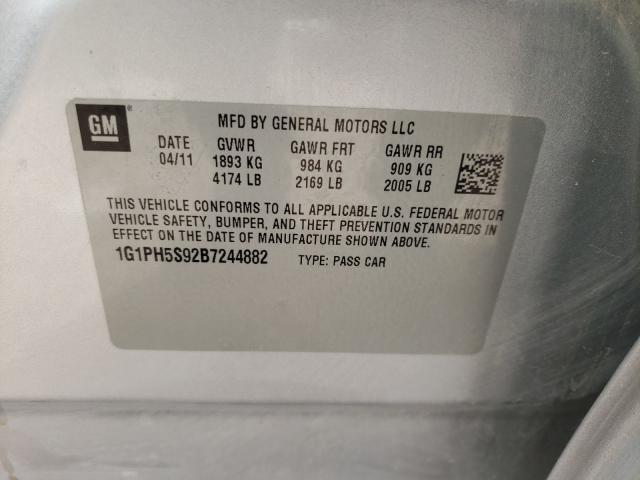 GM®
MFD BY GENERAL MOTORS LLC
DATE GVWR GAWR FRT GAWR RR
04/11 1893 KG 984 KG 909 KG
4174 LB 2169 LB 2005 LB
THIS VEHICLE CONFORMS TO ALL APPLICABLE U.S. FEDERAL MOTOR
VEHICLE SAFETY, BUMPER, AND THEFT PREVENTION STANDARDS IN
EFFECT ON THE DATE OF MANUFACTURE SHOWN ABOVE.
1G1PH5S92B7244882 TYPE: PASS CAR